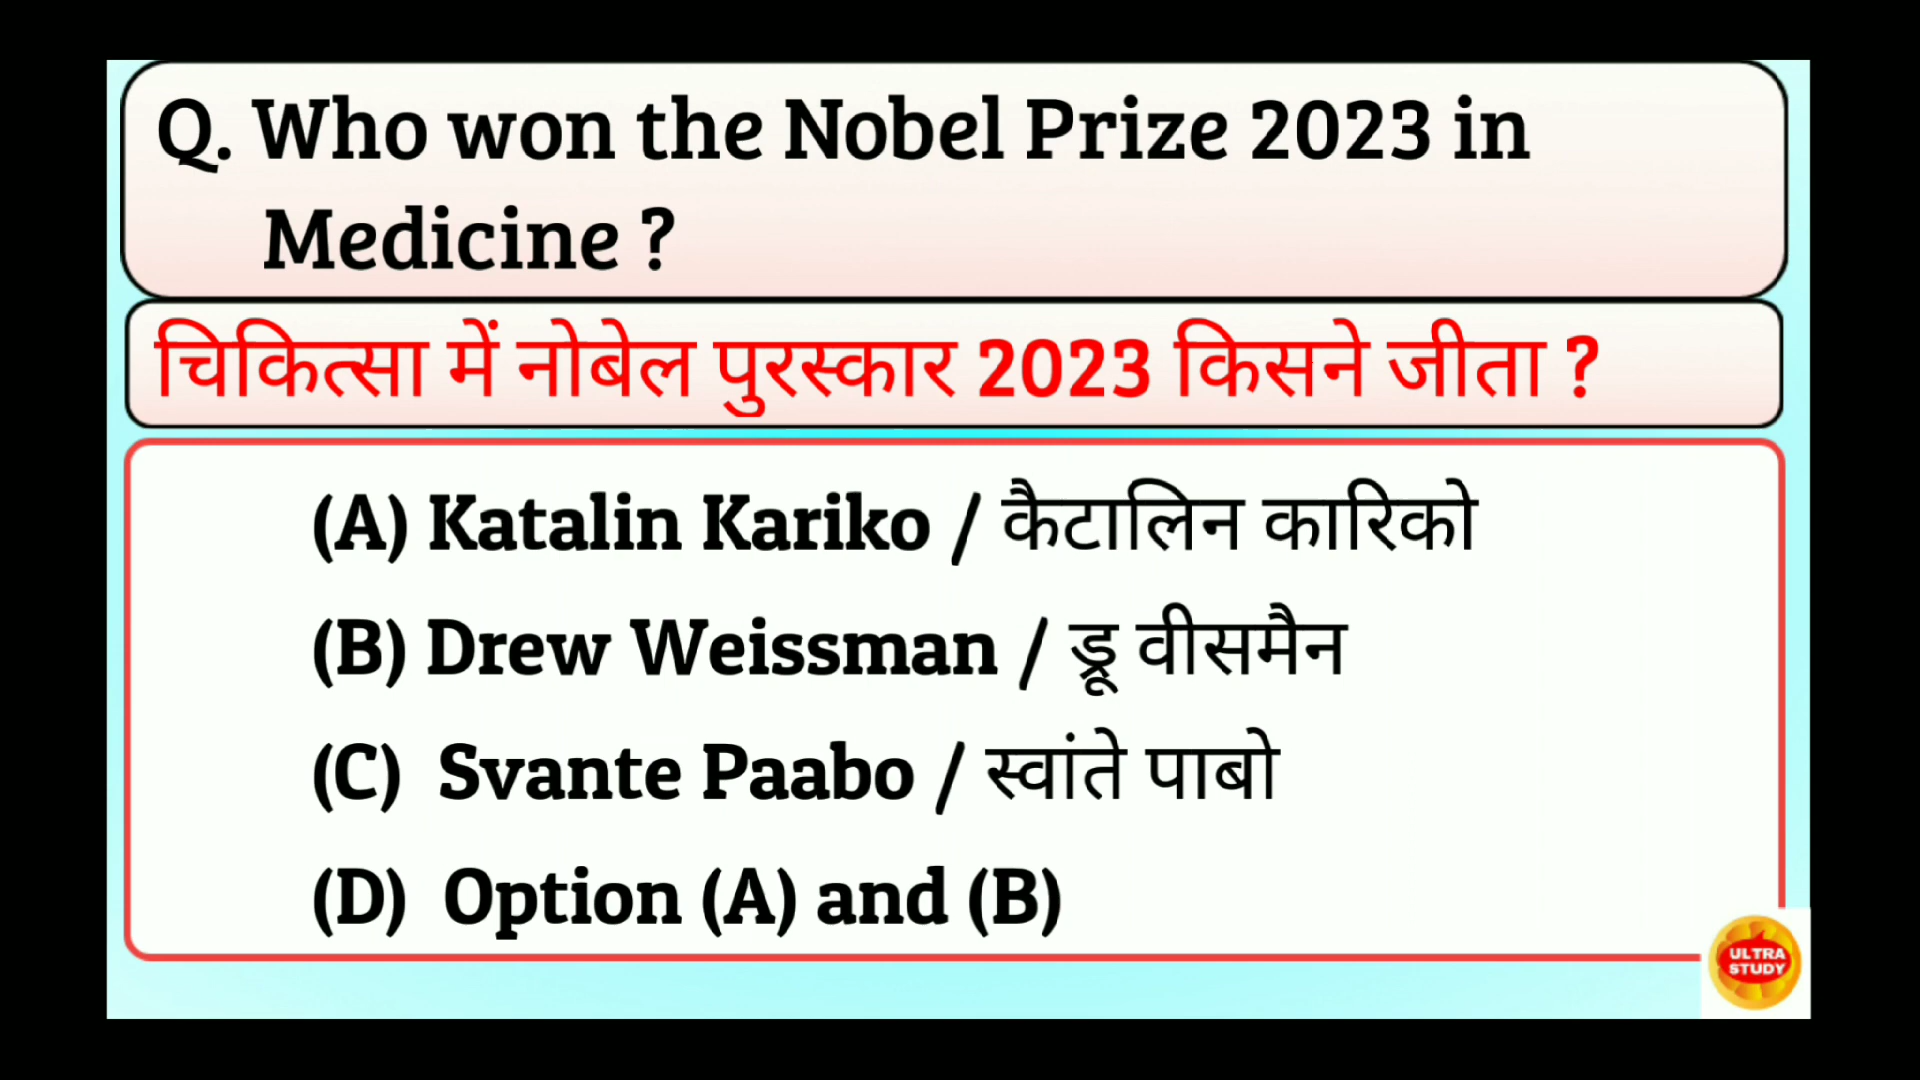 Q. Who won the Nobel Prize 2023 in
Medicine ?
चिकित्सा में नोबेल पुरस्कार 2023 किसने जीता ?
(A) Katalin Kariko / कैटालिन कारिको
(B) Drew Weissman / ड्रू वीसमैन
(C) Svante Paabo / स्वांते पाबो
(D) Option (A) and (B)
ULTRA
STUDY